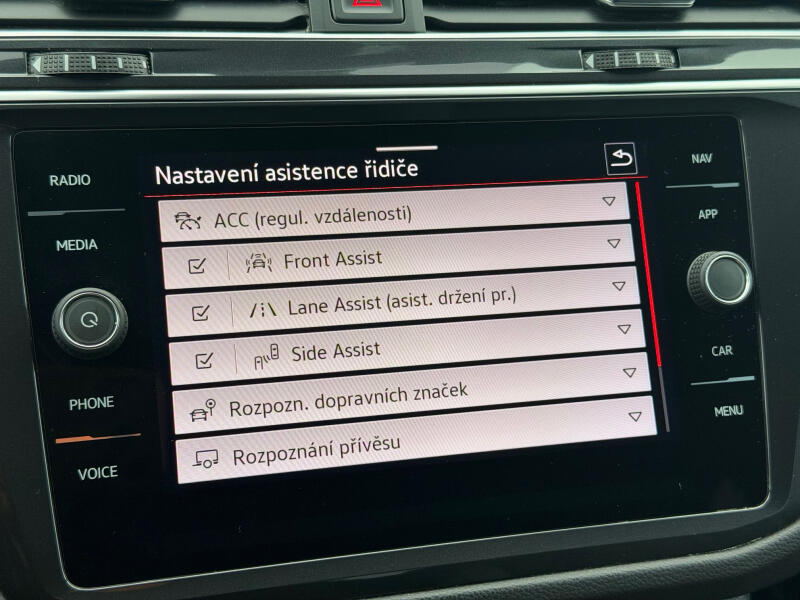 RADIO
MEDIA
PHONE
VOICE
Nastavení asistence řidiče
ACC (regul. vzdálenosti)
Front Assist
Lane Assist (asist. držení pr.)
Side Assist
Rozpozn. dopravních značek
Rozpoznání přívěsu
NAV
APP
CAR
MENU